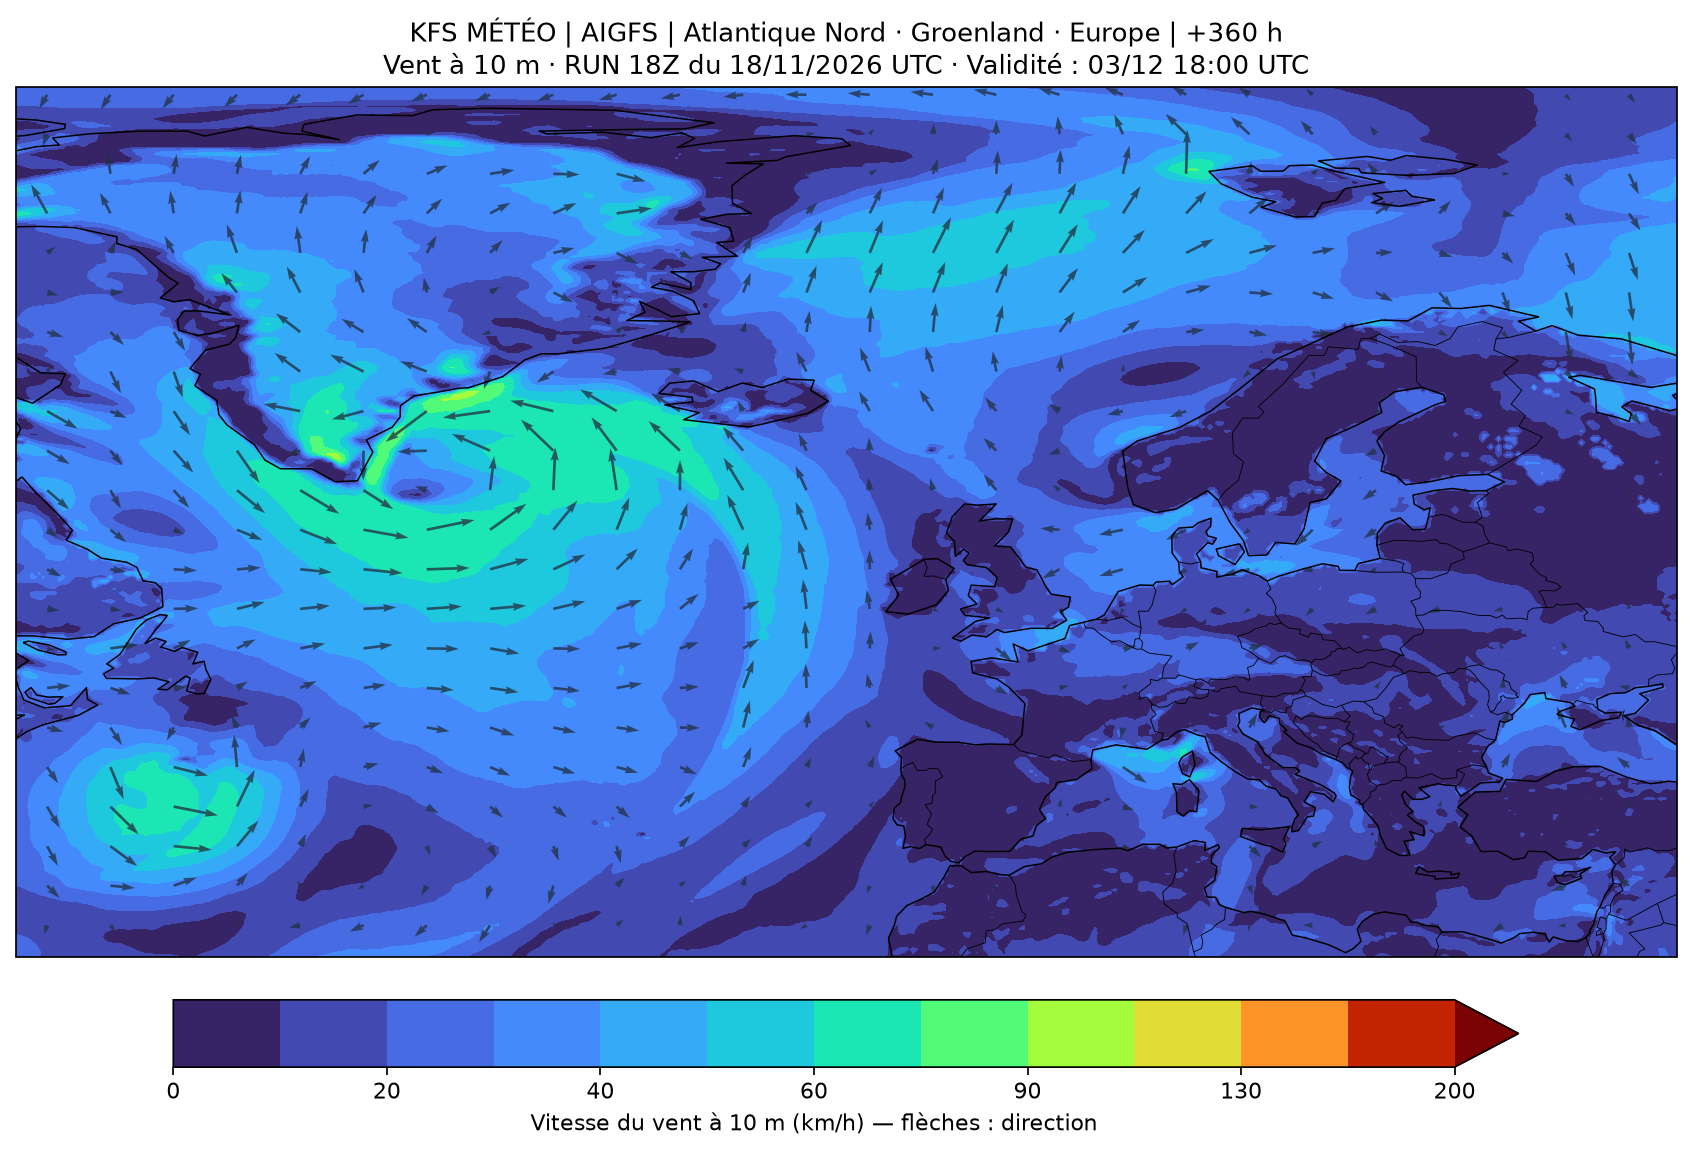 KFS MÉTÉO | AIGFS | Atlantique Nord · Groenland · Europe | +360 h
Vent à 10 m · RUN 18Z du 18/11/2026 UTC · Validité : 03/12 18:00 UTC
0 20 40 60 90 130 200
Vitesse du vent à 10 m (km/h) — flèches : direction